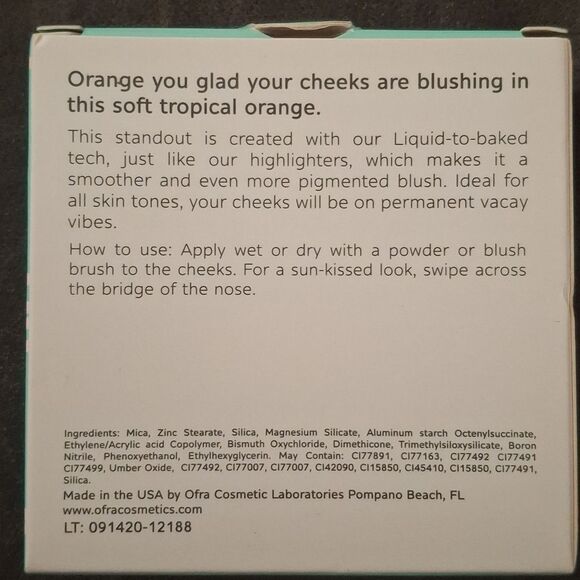 Orange you glad your cheeks are blushing in
this soft tropical orange.
This standout is created with our Liquid-to-baked
tech, just like our highlighters, which makes it a
smoother and even more pigmented blush. Ideal for
all skin tones, your cheeks will be on permanent vacay
vibes.
How to use: Apply wet or dry with a powder or blush
brush to the cheeks. For a sun-kissed look, swipe across
the bridge of the nose.
Ingredients: Mica, Zinc Stearate, Silica, Magnesium Silicate, Aluminum starch Octenylsuccinate,
Ethylene/Acrylic acid Copolymer, Bismuth Oxychloride, Dimethicone, Trimethylsiloxysilicate, Boron
Nitrile, Phenoxyethanol, Ethylhexyglycerin. May Contain: CI77891, CI77163, CI77492 CI77491
CI77499, Umber Oxide, CI77492, CI77007, CI77007, CI42090, CI15850, CI45410, CI15850, CI77491,
Silica.
Made in the USA by Ofra Cosmetic Laboratories Pompano Beach, FL
www.ofracosmetics.com
LT: 091420-12188